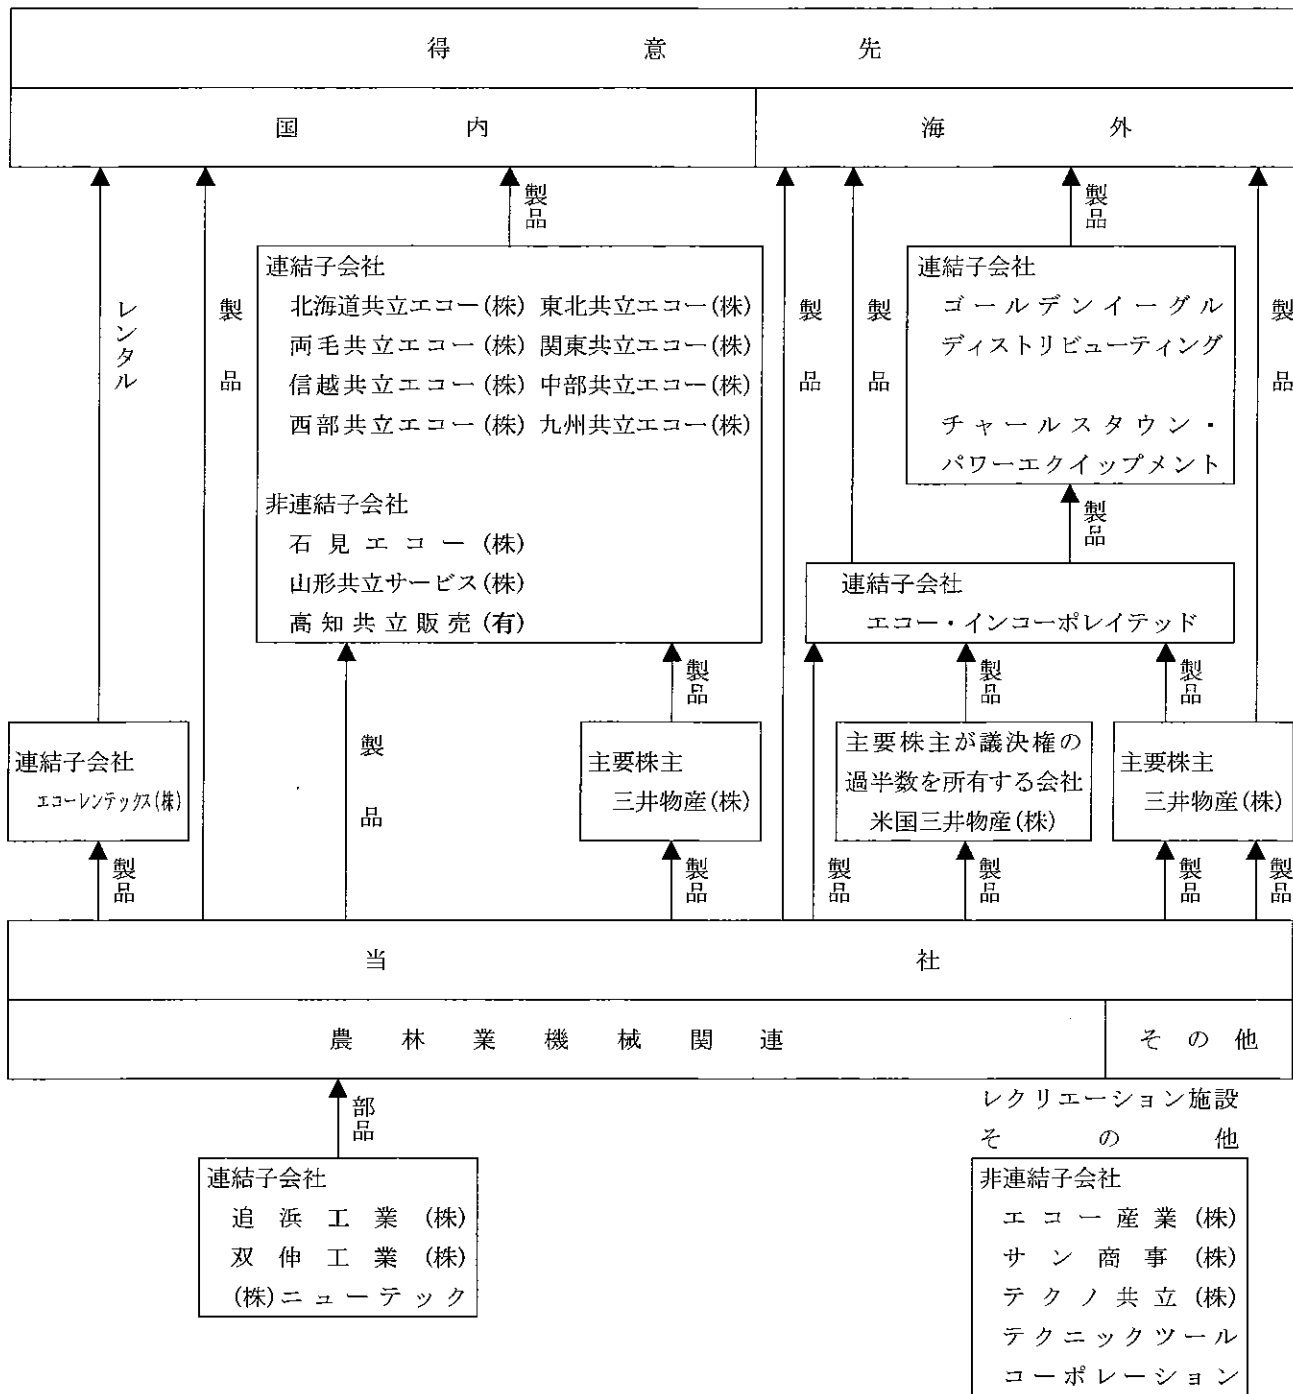 得意先
国内
海外
製品
製品
レンタル
製品
連結子会社
北海道共立エコー(株) 東北共立エコー(株)
両毛共立エコー(株) 関東共立エコー(株)
信越共立エコー(株) 中部共立エコー(株)
西部共立エコー(株) 九州共立エコー(株)
非連結子会社
石見エコー(株)
山形共立サービス(株)
高知共立販売(有)
製品
製品
連結子会社
ゴールデンイーグル
ディストリビューティング
チャールスタウン・
パワーエクイップメント
製品
製品
連結子会社
エコー・インコーポレイテッド
製品
製品
製品
連結子会社
エコーレンテックス(株)
製品
主要株主
三井物産(株)
主要株主が議決権の
過半数を所有する会社
米国三井物産(株)
主要株主
三井物産(株)
製品
製品
製品
製品
製品
製品
当社
農林業機械関連
その他
部品
レクリエーション施設
その他
連結子会社
追浜工業(株)
双伸工業(株)
(株)ニューテック
非連結子会社
エコー産業(株)
サン商事(株)
テクノ共立(株)
テクニックツール
コーポレーション